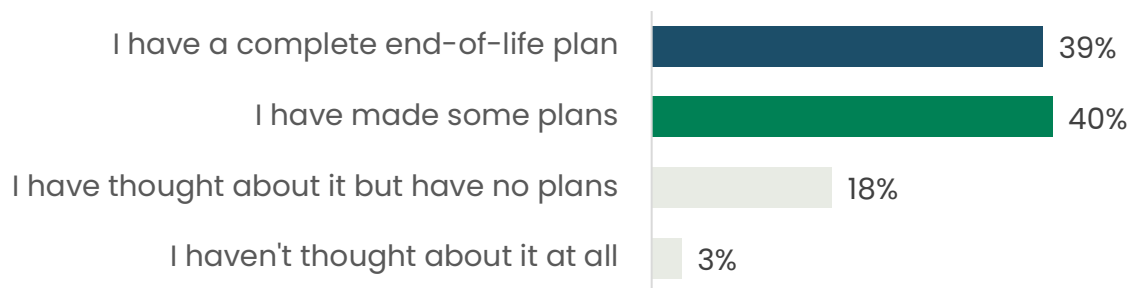 I have a complete end-of-life plan 39%
I have made some plans 40%
I have thought about it but have no plans 18%
I haven't thought about it at all 3%